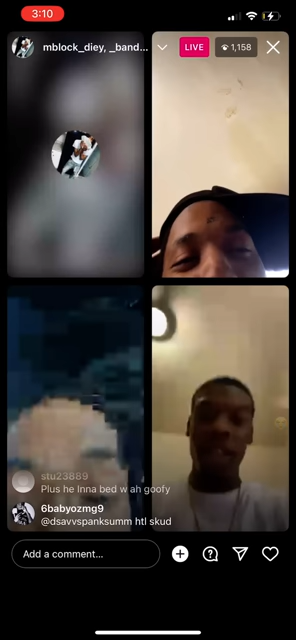 3:10
mblock_diey, _band...
LIVE
1,158
stu23889
Plus he Inna bed w ah goofy
6babyozmg9
@dsavvspanksumm htl skud
Add a comment...